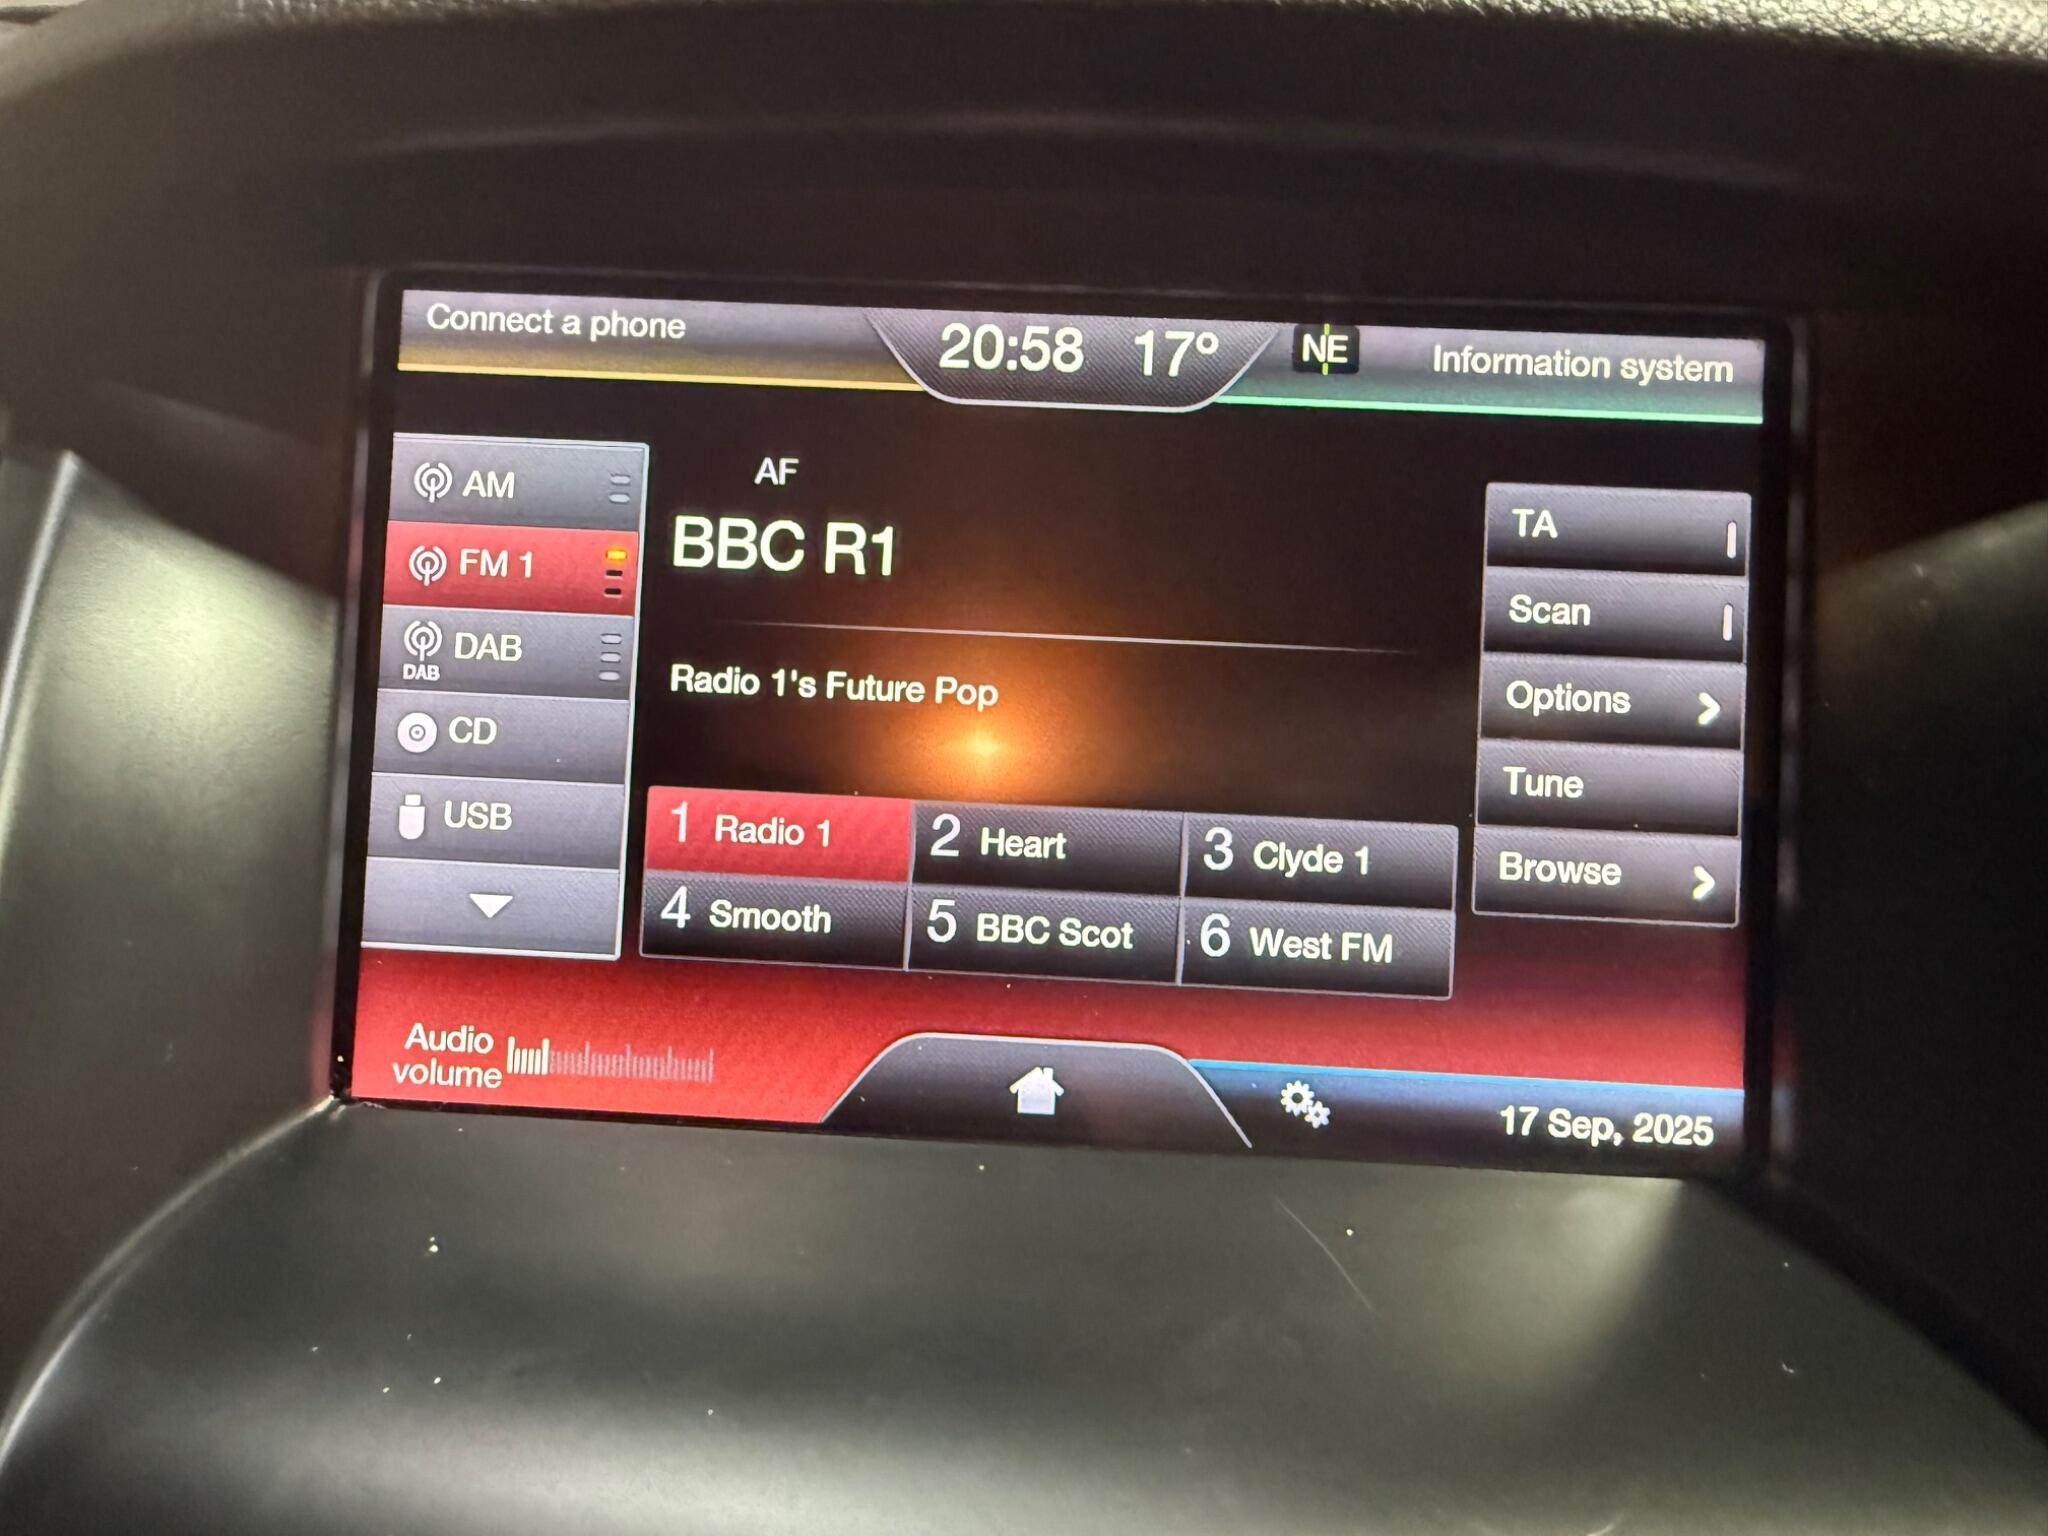 Connect a phone
20:58 17°
NE
Information system
AM
FM 1
DAB
DAB
CD
USB
AF
BBC R1
Radio 1's Future Pop
1 Radio 1
2 Heart
3 Clyde 1
4 Smooth
5 BBC Scot
6 West FM
TA
Scan
Options
Tune
Browse
Audio
volume
17 Sep, 2025